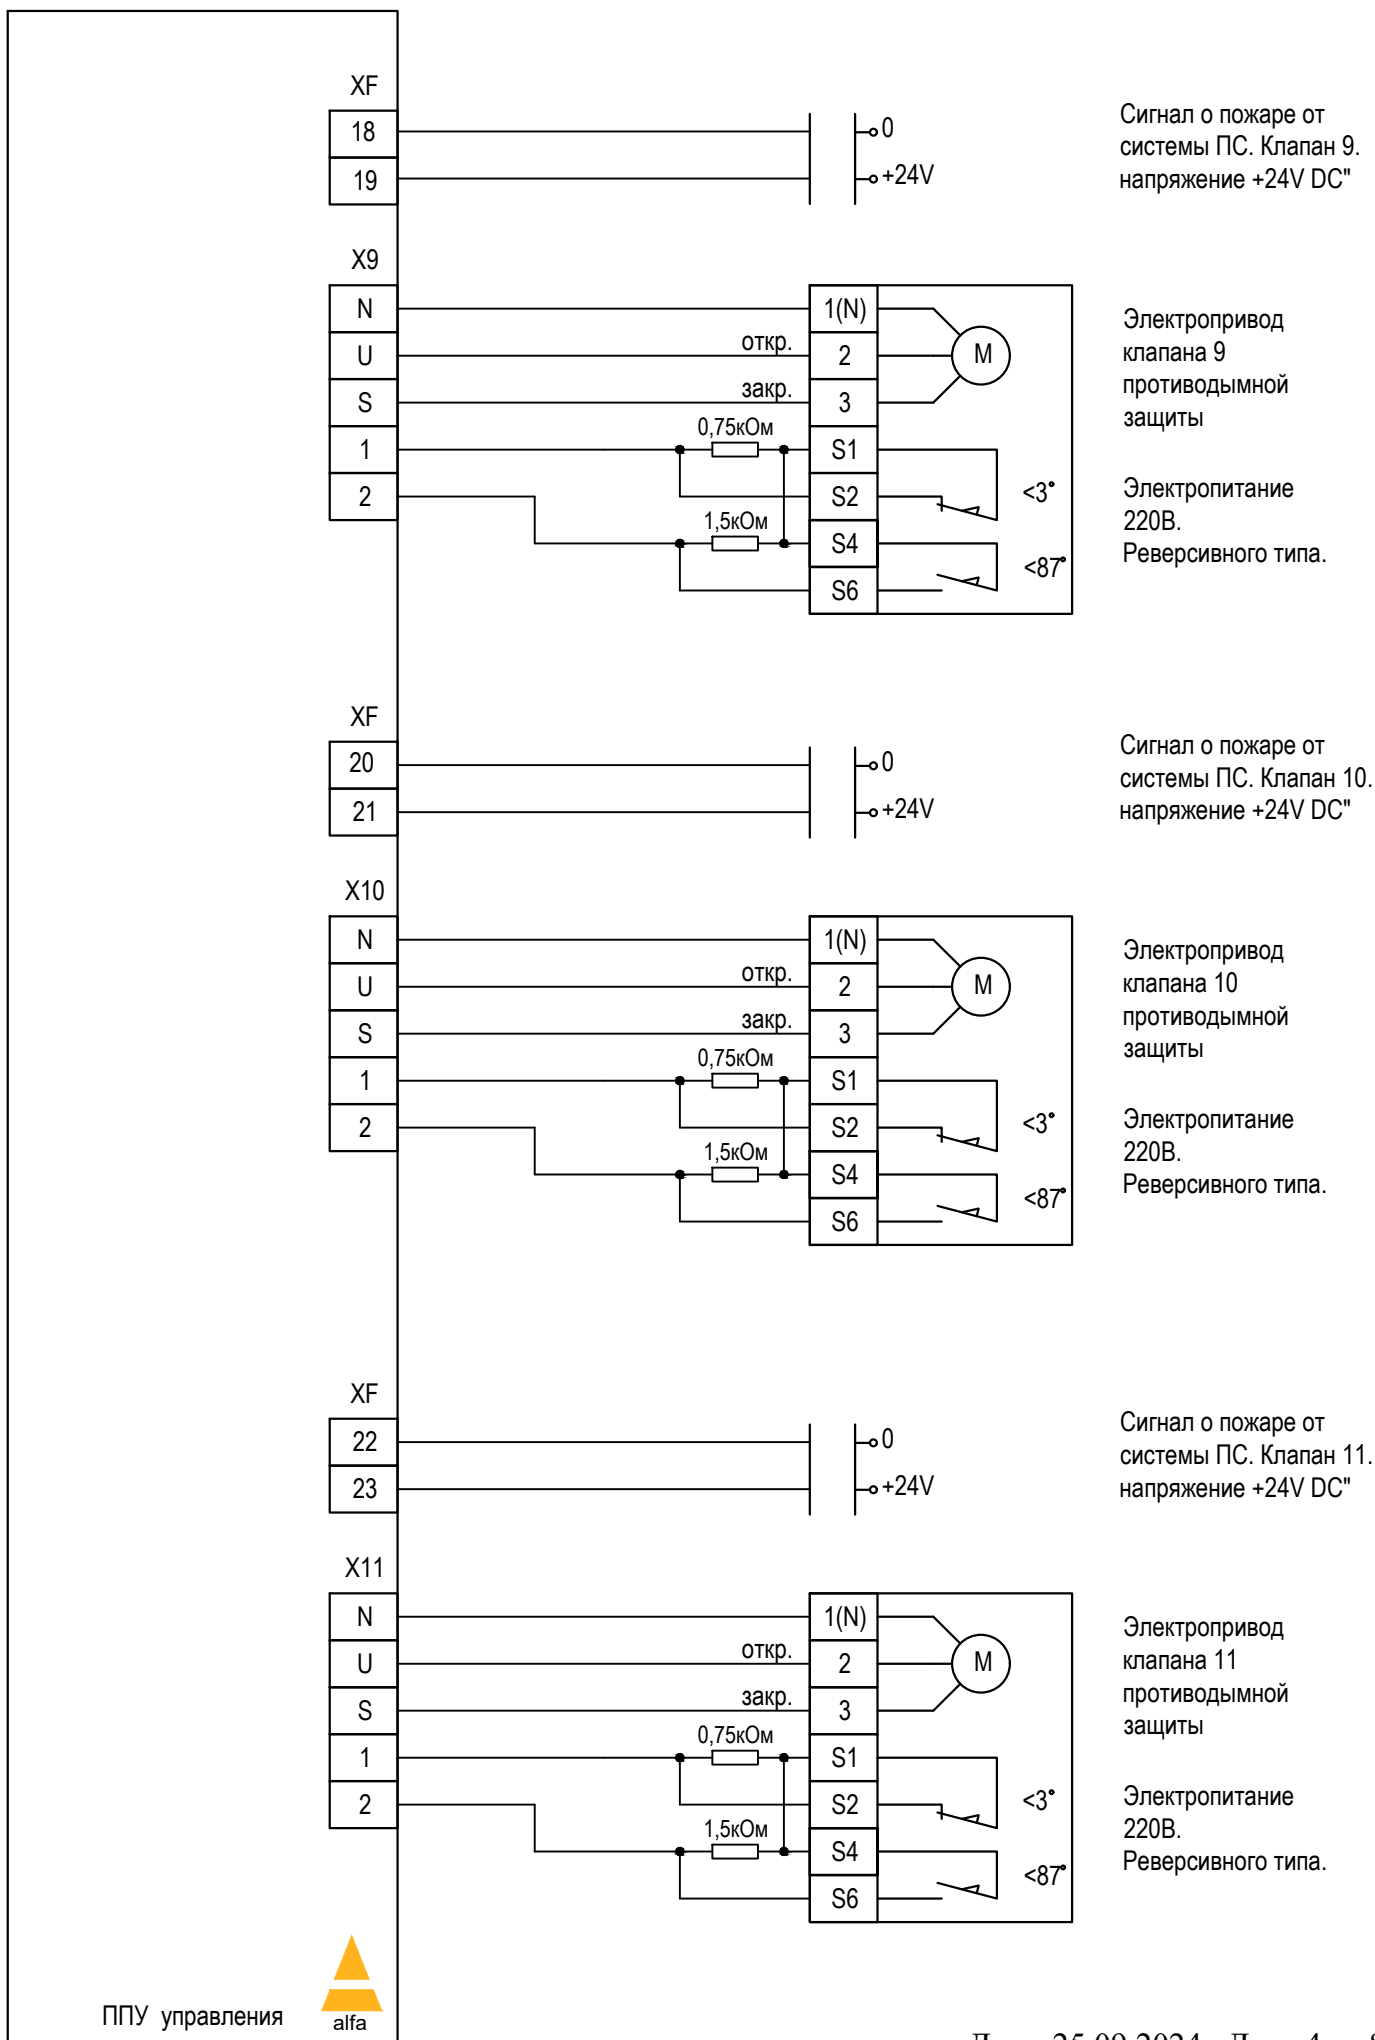 XF
18
19
0
+24V
Сигнал о пожаре от
системы ПС. Клапан 9.
напряжение +24V DC"
X9
N
U
S
1
2
откр.
закр.
0,75кОм
1,5кОм
1(N)
2
3
S1
S2
S4
S6
M
<3°
<87°
Электропривод
клапана 9
противодымной
защиты
Электропитание
220В.
Реверсивного типа.
XF
20
21
0
+24V
Сигнал о пожаре от
системы ПС. Клапан 10.
напряжение +24V DC"
X10
N
U
S
1
2
откр.
закр.
0,75кОм
1,5кОм
1(N)
2
3
S1
S2
S4
S6
M
<3°
<87°
Электропривод
клапана 10
противодымной
защиты
Электропитание
220В.
Реверсивного типа.
XF
22
23
0
+24V
Сигнал о пожаре от
системы ПС. Клапан 11.
напряжение +24V DC"
X11
N
U
S
1
2
откр.
закр.
0,75кОм
1,5кОм
1(N)
2
3
S1
S2
S4
S6
M
<3°
<87°
Электропривод
клапана 11
противодымной
защиты
Электропитание
220В.
Реверсивного типа.
ППУ управления
alfa
25.09.2024